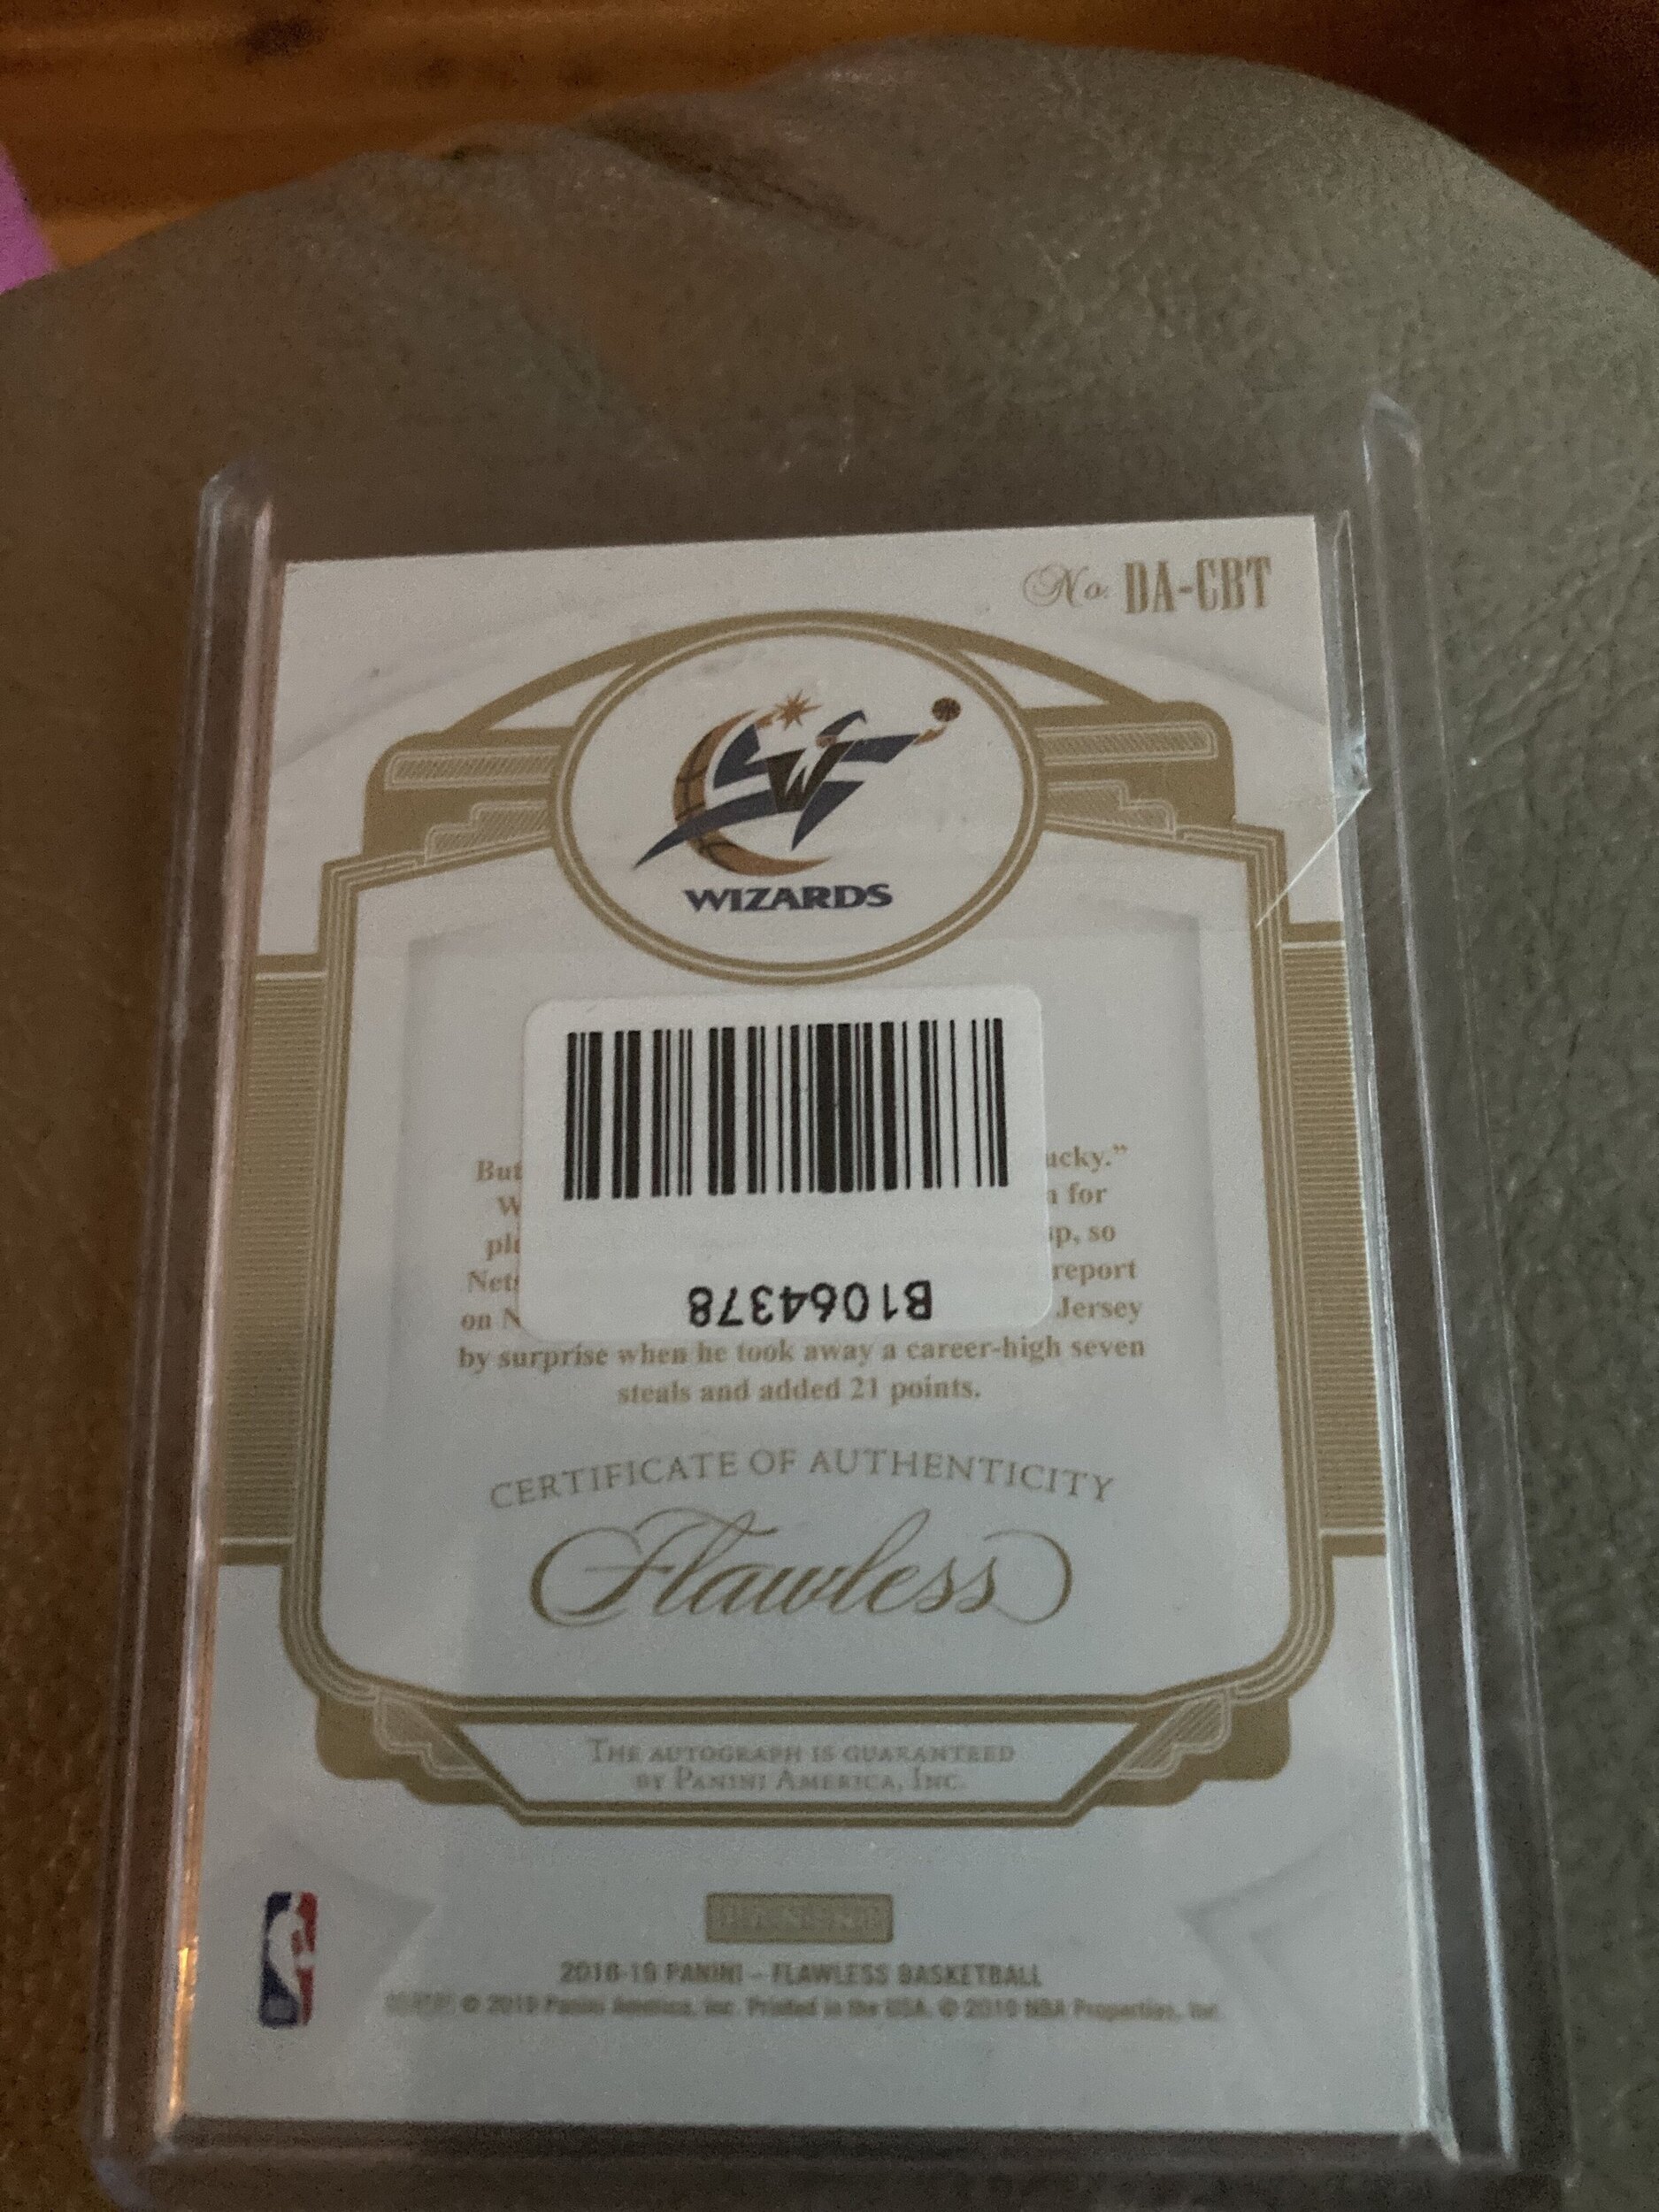 No. DA-CBT
W
WIZARDS
But ucky.”
W for
report
on N Jersey
by surprise when he took away a career-high seven
steals and added 21 points.
B1064378
CERTIFICATE OF AUTHENTICITY
Flawless
THE AUTOGRAPH IS GUARANTEED
BY PANINI AMERICA, INC.
PANINI
2018-19 PANINI – FLAWLESS BASKETBALL
© 2019 Panini America, Inc. Printed in the USA. © 2019 NBA Properties, Inc.